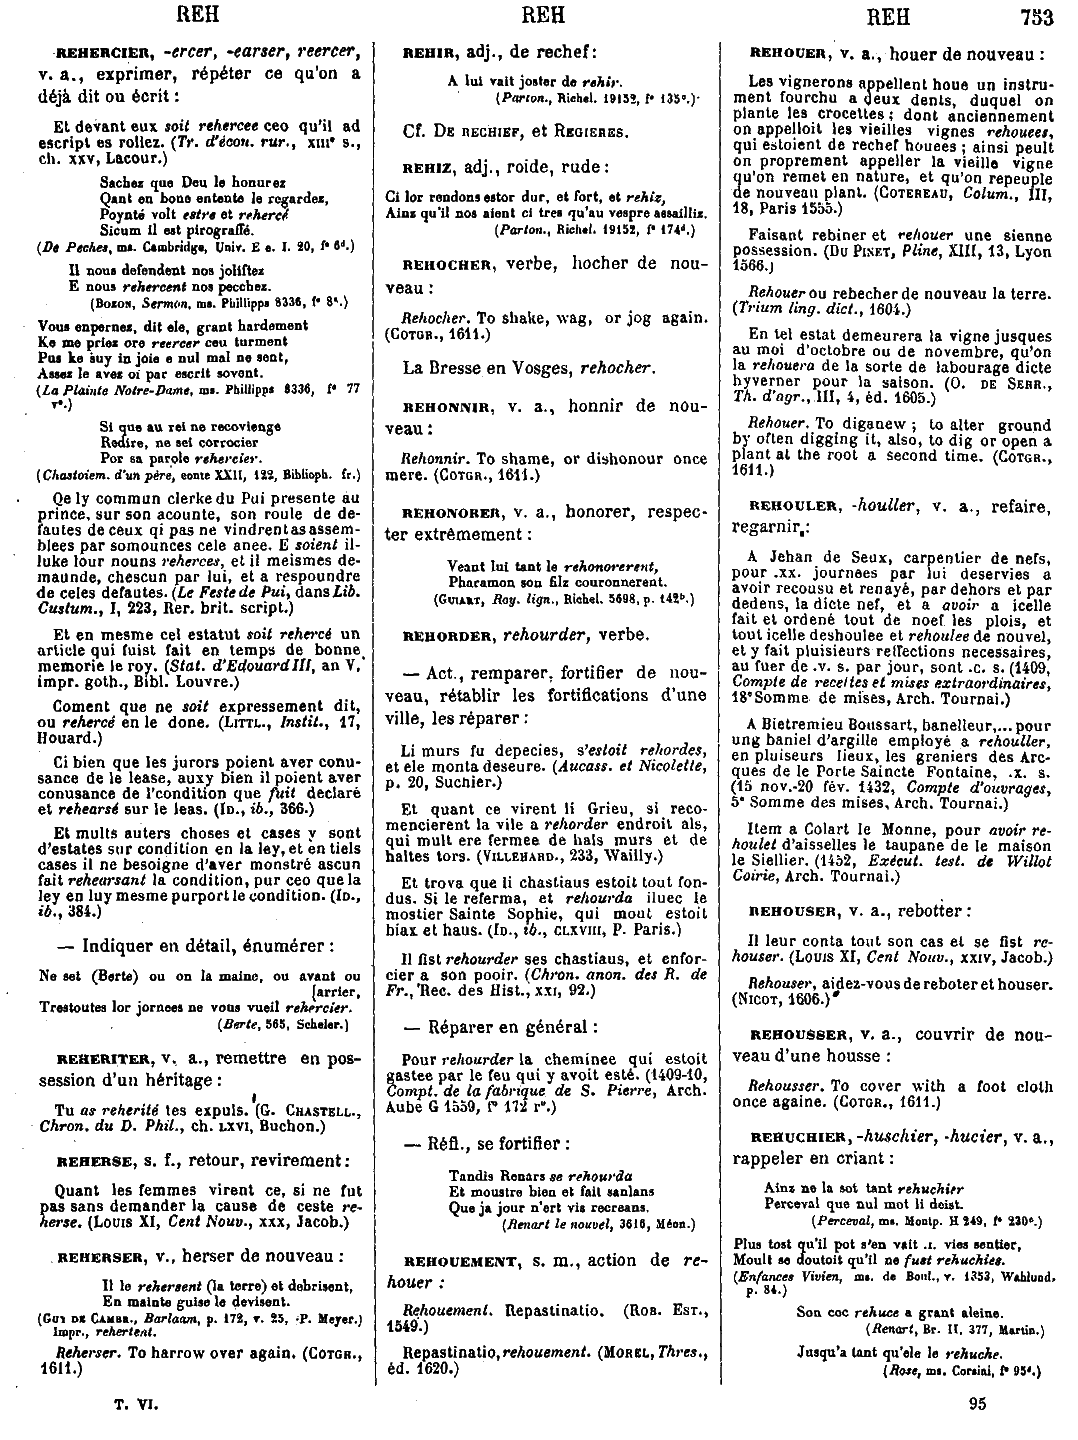 REH REH REH 753
REHERCIER, -ercer, -earser, reercer,
v. a., exprimer, répéter ce qu'on a
déjà dit ou écrit :
Et devant eux soit rehercee ceo qu'il ad
escript es rollez. (Tr. d'écon. rur., XIIIe s.,
ch. XXV, Lacour.)
Sachez que Deu le honurez
Qant en bone entente le regardez,
Poynté volt estre et rehercé
Sicum il est pirograffé.
(De Peches, ms. Cambridge, Univ. E e. I. 20, f° 6d.)
Il nous defendent nos joliftez
E nous rehercent nos pecchez.
(BOZON, Sermon, ms. Phillipps 8336, f° 8a.)
Vous enpernez, dit ele, grant hardement
Ke me priez ore reercer ceu turment
Pus ke suy in joie e nul mal ne sent,
Assez le avez oi par escrit sovent.
(La Plainte Notre-Dame, ms. Phillipps 8336, f° 77
r°.)
Si que au rei ne recovienge
Redire, ne sei corrocier
Por sa parole rehercier.
(Chastoiem. d'un père, conte XXII, 122, Biblioph. fr.)
Qe ly commun clerke du Pui presente au
prince, sur son acounte, son roule de de-
fautes de ceux qi pas ne vindrent as assem-
blees par somounces cele anee. E soient il-
luke lour nouns reherces, et il meismes de-
maunde, chescun par lui, et a respoundre
de celes defautes. (Le Feste de Pui, dans Lib.
Custum., I, 223, Rer. brit. script.)
Et en mesme cel estatut soit rehercé un
article qui fuist fait en temps de bonne
memorie le roy. (Stat. d'Edouard III, an V,
impr. goth., Bibl. Louvre.)
Coment que ne soit expressement dit,
ou rehercé en le done. (LITTL., Instit., 17,
Houard.)
Ci bien que les jurors poient aver conu-
sance de le lease, auxy bien il poient aver
conusance de l'condition que fuit declaré
et rehearsé sur le leas. (ID., ib., 366.)
Et mults auters choses et cases y sont
d'estates sur condition en la ley, et en tiels
cases il ne besoigne d'aver monstré ascun
fait rehearsant la condition, pur ceo que la
ley en luy mesme purport le condition. (ID.,
ib., 384.)
— Indiquer en détail, énumérer :
Ne set (Berte) ou on la maine, ou avant ou
[arrier,
Trestoutes lor jornees ne vous vueil rehercier.
(Berte, 565, Scheler.)
REHERITER, v. a., remettre en pos-
session d'un héritage :
Tu as reherité tes expuls. (G. CHASTELL.,
Chron. du D. Phil., ch. LXVI, Buchon.)
REHERSE, s. f., retour, revirement :
Quant les femmes virent ce, si ne fut
pas sans demander la cause de ceste re-
herse. (LOUIS XI, Cent Nouv., XXX, Jacob.)
REHERSER, v., herser de nouveau :
Il le rehersent (la terre) et debrisent,
En mainte guise le devisent.
(GUI DE CAMBR., Barlaam, p. 172, v. 25, P. Meyer.)
Impr., rehertent.
Reherser. To harrow over again. (COTGR.,
1611.)
T. VI.
REHIR, adj., de rechef :
A lui vait joster de rehir.
(Parton., Richel. 19152, f° 135c.)
Cf. DE RECHIEF, et REGIERES.
REHIZ, adj., roide, rude :
Ci lor rendons estor dur, et fort, et rehiz,
Ainz qu'il nos aient ci tres qu'au vespre assailliz.
(Parton., Richel. 19152, f° 174d.)
REHOCHER, verbe, hocher de nou-
veau :
Rehocher. To shake, wag, or jog again.
(COTGR., 1611.)
La Bresse en Vosges, rehocher.
REHONNIR, v. a., honnir de nou-
veau :
Rehonnir. To shame, or dishonour once
mere. (COTGR., 1611.)
REHONORER, v. a., honorer, respec-
ter extrêmement :
Veant lui tant le rehonorerent,
Pharamon son filz couronnerent.
(GUIART, Roy. lign., Richel. 5698, p. 142b.)
REHORDER, rehourder, verbe.
— Act., remparer, fortifier de nou-
veau, rétablir les fortifications d'une
ville, les réparer :
Li murs fu depecies, s'estoit rehordes,
et ele monta deseure. (Aucass. et Nicolette,
p. 20, Suchier.)
Et quant ce virent li Grieu, si reco-
mencierent la vile a rehorder endroit als,
qui mult ere fermee de hals murs et de
haltes tors. (VILLEHARD., 233, Wailly.)
Et trova que li chastiaus estoit tout fon-
dus. Si le referma, et rehourda iluec le
mostier Sainte Sophie, qui mout estoit
biax et haus. (ID., ib., CLXVIII, P. Paris.)
Il fist rehourder ses chastiaus, et enfor-
cier a son pooir. (Chron. anon. des R. de
Fr., Rec. des Hist., XXI, 92.)
— Réparer en général :
Pour rehourder la cheminee qui estoit
gastee par le feu qui y avoit esté. (1409-10,
Compt. de la fabrique de S. Pierre, Arch.
Aube G 1559, f° 172 r°.)
— Réfl., se fortifier :
Tandis Renars se rehourda
Et moustre bien et fait sanlans
Que ja jour n'ert vis recreans.
(Renart le nouvel, 3616, Méon.)
REHOUEMENT, s. m., action de re-
houer :
Rehouement. Repastinatio. (ROB. EST.,
1549.)
Repastinatio, rehouement. (MOREL, Thres.,
éd. 1620.)
REHOUER, v. a., houer de nouveau :
Les vignerons appellent houe un instru-
ment fourchu a deux dents, duquel on
plante les crocettes ; dont anciennement
on appelloit les vieilles vignes rehouees,
qui estoient de rechef houees ; ainsi peult
on proprement appeller la vieille vigne
qu'on remet en nature, et qu'on repeuple
de nouveau plant. (COTEREAU, Colum., III,
18, Paris 1555.)
Faisant rebiner et rehouer une sienne
possession. (DU PINET, Pline, XIII, 13, Lyon
1566.)
Rehouer ou rebecher de nouveau la terre.
(Trium ling. dict., 1604.)
En tel estat demeurera la vigne jusques
au moi d'octobre ou de novembre, qu'on
la rehouera de la sorte de labourage dicte
hyverner pour la saison. (O. DE SERR.,
Th. d'agr., III, 4, éd. 1605.)
Rehouer. To diganew ; to alter ground
by often digging it, also, to dig or open a
plant at the root a second time. (COTGR.,
1611.)
REHOULER, -houller, v. a., refaire,
regarnir :
A Jehan de Seux, carpentier de nefs,
pour .xx. journees par lui deservies a
avoir recousu et renayé, par dehors et par
dedens, la dicte nef, et a avoir a icelle
fait et ordené tout de noef les plois, et
tout icelle deshoulee et rehoulee de nouvel,
et y fait pluisieurs reffections necessaires,
au fuer de .v. s. par jour, sont .c. s. (1409,
Compte de receites et mises extraordinaires,
18e Somme de mises, Arch. Tournai.)
A Bietremieu Boussart, banelleur,... pour
ung baniel d'argille employé a rehouller,
en pluiseurs lieux, les greniers des Arc-
ques de le Porte Saincte Fontaine, .x. s.
(15 nov.-20 fév. 1432, Compte d'ouvrages,
5e Somme des mises, Arch. Tournai.)
Item a Colart le Monne, pour avoir re-
houlet d'aisselles le taupane de le maison
le Siellier. (1452, Exécut. test. de Willot
Coirie, Arch. Tournai.)
REHOUSER, v. a., rebotter :
Il leur conta tout son cas et se fist re-
houser. (LOUIS XI, Cent Nouv., XXIV, Jacob.)
Rehouser, aidez-vous de reboter et houser.
(NICOT, 1606.)
REHOUSSER, v. a., couvrir de nou-
veau d'une housse :
Rehousser. To cover with a foot cloth
once againe. (COTGR., 1611.)
REHUCHIER, -huschier, -hucier, v. a.,
rappeler en criant :
Ainz ne la sot tant rehuchier
Perceval que nul mot li deist.
(Perceval, ms. Montp. H 249, f° 230e.)
Plus tost qu'il pot s'en vait .I. vies sentier,
Moult se doutoit qu'il ne fust rehuchies.
(Enfances Vivien, ms. de Boul., v. 1353, Wahlund,
p. 84.)
Son coc rehuce a grant aleine.
(Renart, Br. II, 377, Martin.)
Jusqu'a tant qu'ele le rehuche.
(Rose, ms. Corsini, f° 95d.)
95